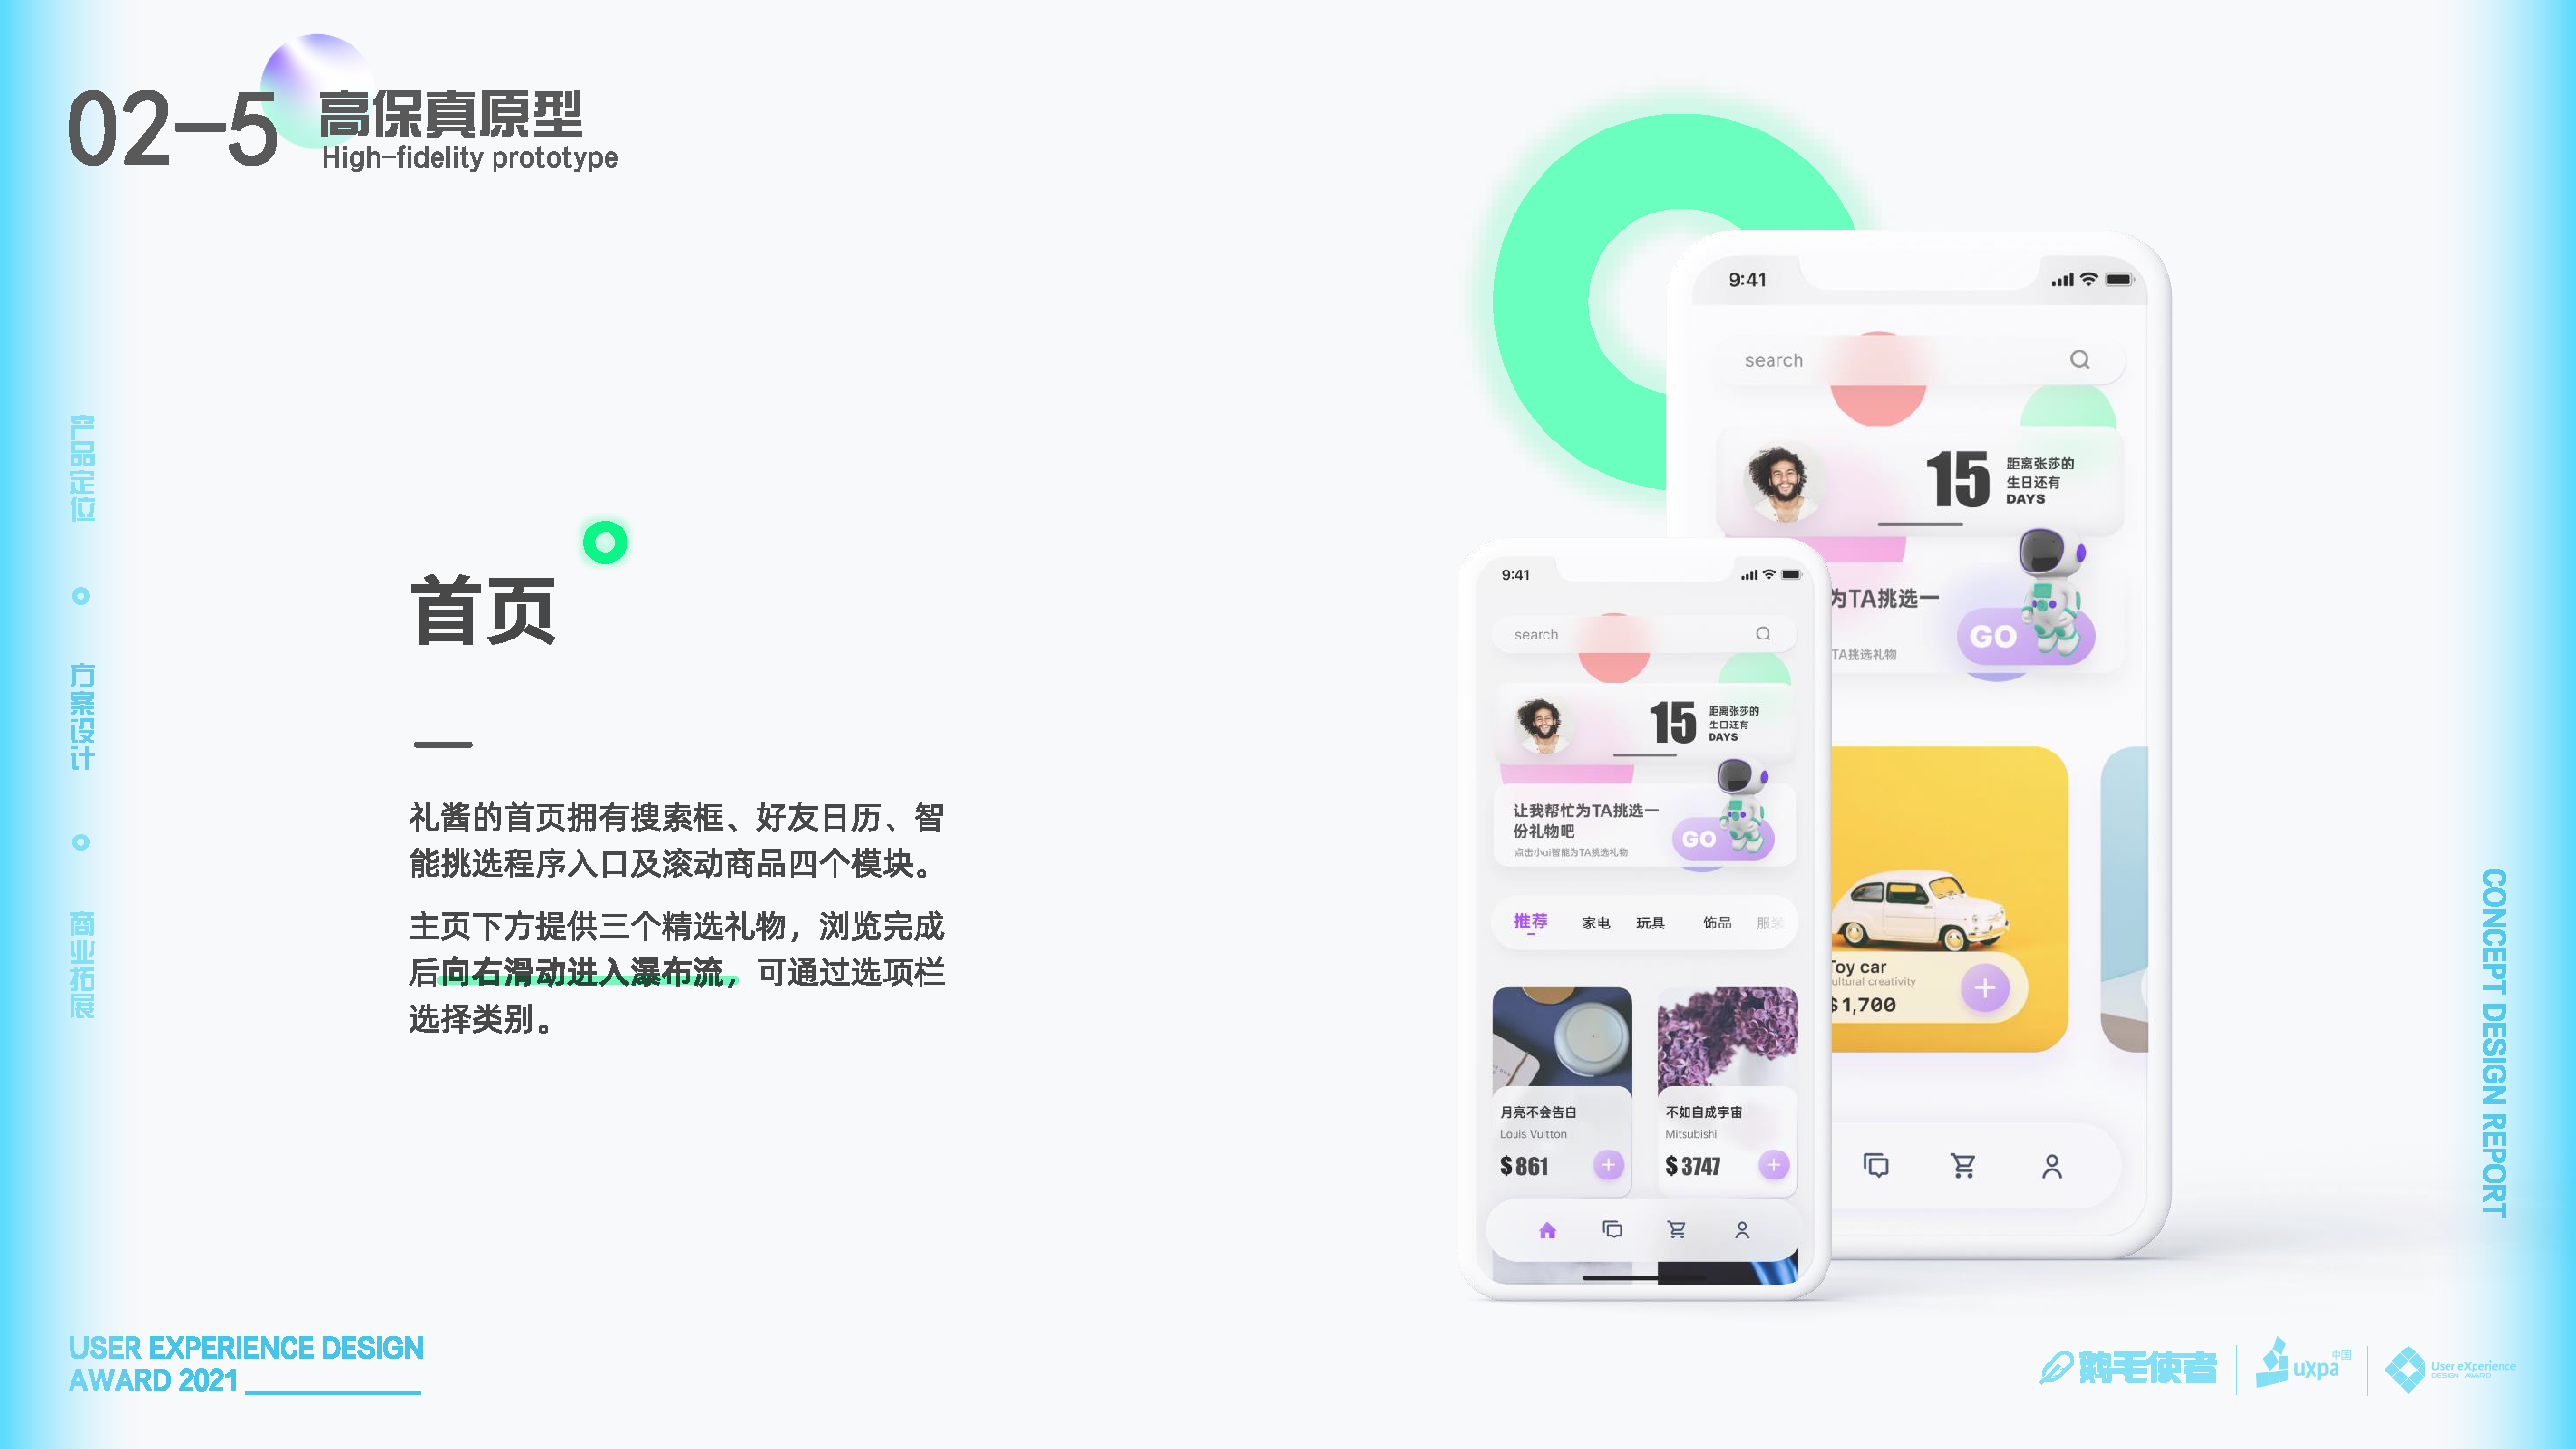 02-5
高保真原型
High-fidelity prototype
产品定位
方案设计
商业拓展
首页
礼酱的首页拥有搜索框、好友日历、智
能挑选程序入口及滚动商品四个模块。
主页下方提供三个精选礼物，浏览完成
后向右滑动进入瀑布流，可通过选项栏
选择类别。
9:41
search
15
距离张莎的
生日还有
DAYS
为TA挑选一
TA挑选礼物
GO
Toy car
ultural creativity
$1,700
9:41
search
15
距离张莎的
生日还有
DAYS
让我帮忙为TA挑选一
份礼物吧
点击小ai智能为TA挑选礼物
GO
推荐 家电 玩具 饰品 服装
月亮不会告白
Louis Vuitton
$861
不如自成宇宙
Mitsubishi
$3747
CONCEPT DESIGN REPORT
USER EXPERIENCE DESIGN
AWARD 2021
鹅毛使者
uxpa 中国
User eXperience
DESIGN AWARD